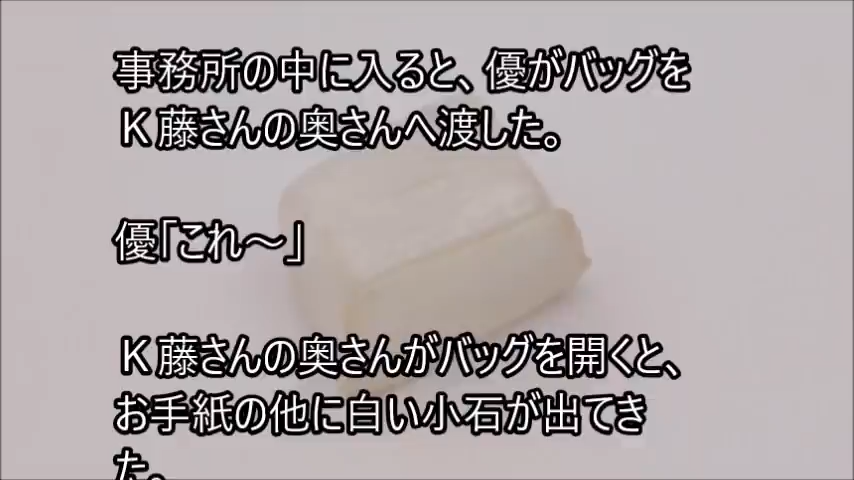 事務所の中に入ると、優がバッグを
Ｋ藤さんの奥さんへ渡した。
優「これ～」
Ｋ藤さんの奥さんがバッグを開くと、
お手紙の他に白い小石が出てき
た。